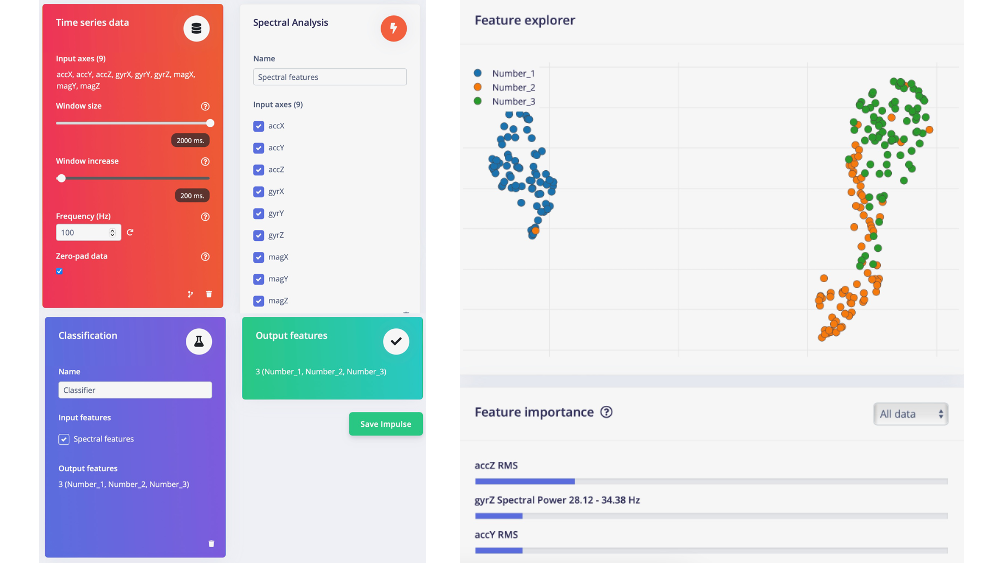 Time series data
Input axes (9)
accX, accY, accZ, gyrX, gyrY, gyrZ, magX,
magY, magZ
Window size
2000 ms.
Window increase
200 ms.
Frequency (Hz)
100
Zero-pad data
Spectral Analysis
Name
Spectral features
Input axes (9)
accX
accY
accZ
gyrX
gyrY
gyrZ
magX
magY
magZ
Classification
Name
Classifier
Input features
Spectral features
Output features
3 (Number_1, Number_2, Number_3)
Output features
3 (Number_1, Number_2, Number_3)
Save Impulse
Feature explorer
Number_1
Number_2
Number_3
Feature importance ?
All data
accZ RMS
gyrZ Spectral Power 28.12 - 34.38 Hz
accY RMS